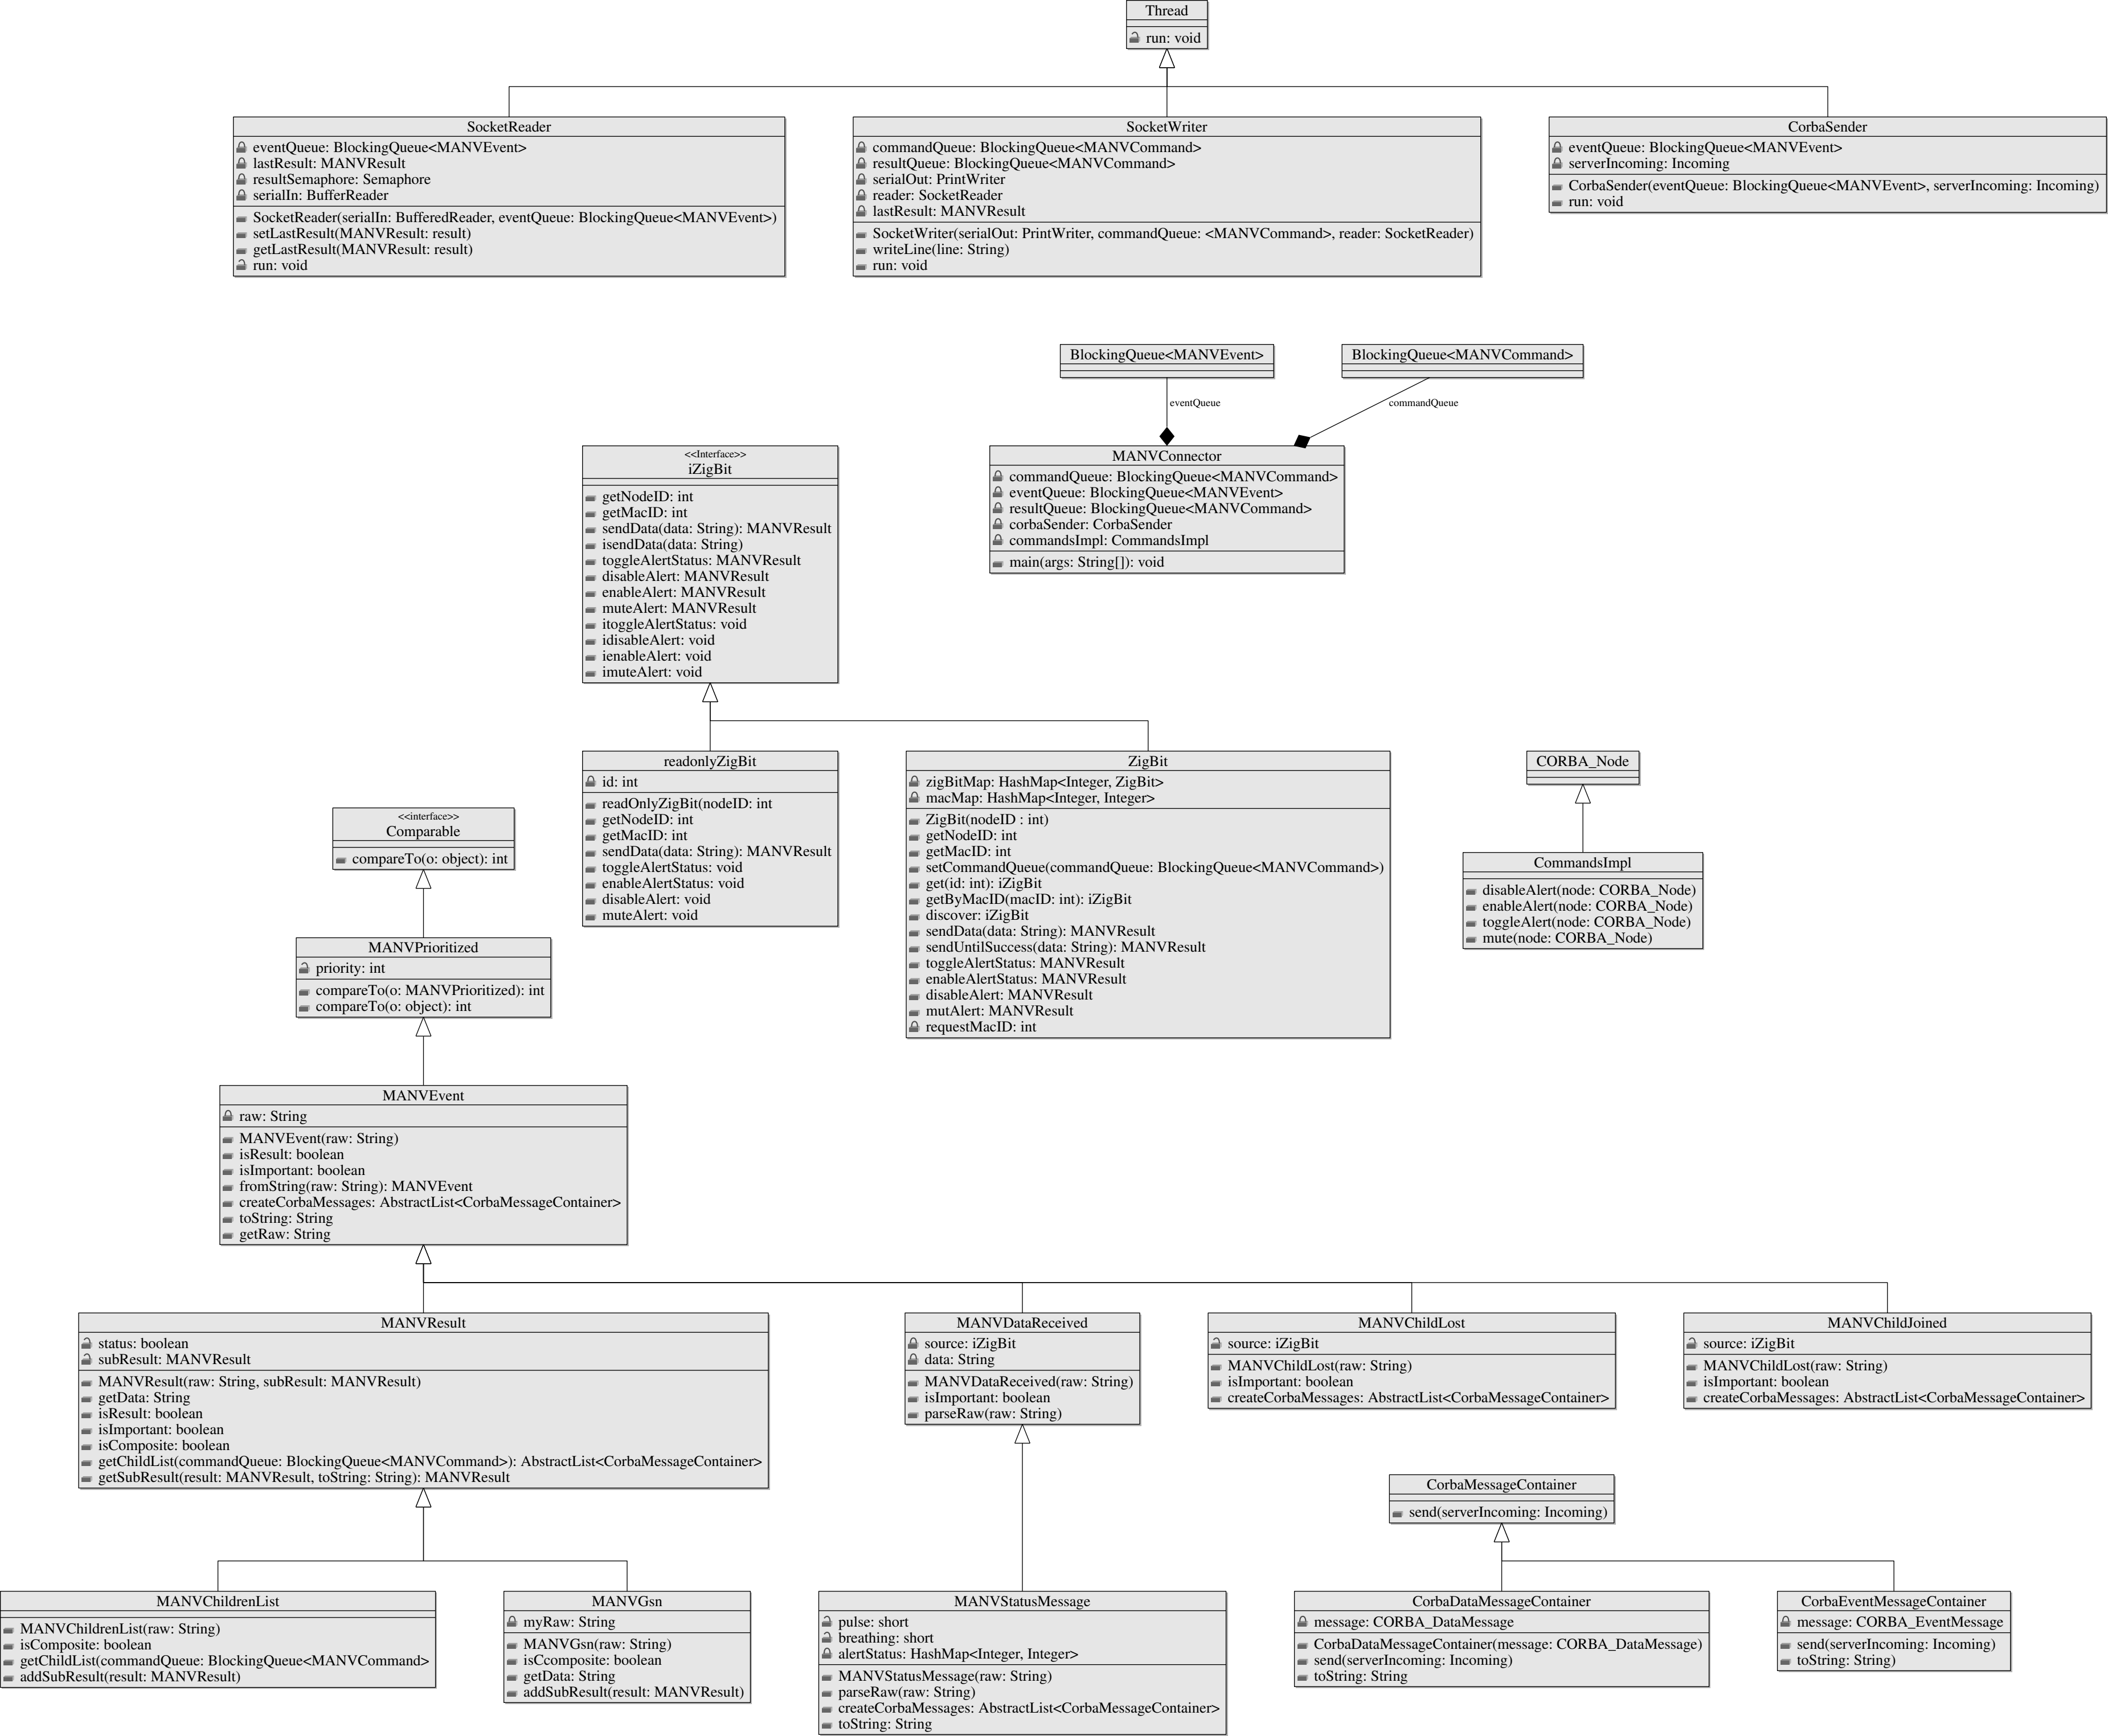 Thread
run: void
SocketReader
eventQueue: BlockingQueue<MANVEvent>
lastResult: MANVResult
resultSemaphore: Semaphore
serialIn: BufferReader
SocketReader(serialIn: BufferedReader, eventQueue: BlockingQueue<MANVEvent>)
setLastResult(MANVResult: result)
getLastResult(MANVResult: result)
run: void
SocketWriter
commandQueue: BlockingQueue<MANVCommand>
resultQueue: BlockingQueue<MANVCommand>
serialOut: PrintWriter
reader: SocketReader
lastResult: MANVResult
SocketWriter(serialOut: PrintWriter, commandQueue: <MANVCommand>, reader: SocketReader)
writeLine(line: String)
run: void
CorbaSender
eventQueue: BlockingQueue<MANVEvent>
serverIncoming: Incoming
CorbaSender(eventQueue: BlockingQueue<MANVEvent>, serverIncoming: Incoming)
run: void
BlockingQueue<MANVEvent>
BlockingQueue<MANVCommand>
eventQueue
commandQueue
<<Interface>>
iZigBit
getNodeID: int
getMacID: int
sendData(data: String): MANVResult
isendData(data: String)
toggleAlertStatus: MANVResult
disableAlert: MANVResult
enableAlert: MANVResult
muteAlert: MANVResult
itoggleAlertStatus: void
idisableAlert: void
ienableAlert: void
imuteAlert: void
MANVConnector
commandQueue: BlockingQueue<MANVCommand>
eventQueue: BlockingQueue<MANVEvent>
resultQueue: BlockingQueue<MANVCommand>
corbaSender: CorbaSender
commandsImpl: CommandsImpl
main(args: String[]): void
readonlyZigBit
id: int
readOnlyZigBit(nodeID: int
getNodeID: int
getMacID: int
sendData(data: String): MANVResult
toggleAlertStatus: void
enableAlertStatus: void
disableAlert: void
muteAlert: void
ZigBit
zigBitMap: HashMap<Integer, ZigBit>
macMap: HashMap<Integer, Integer>
ZigBit(nodeID : int)
getNodeID: int
getMacID: int
setCommandQueue(commandQueue: BlockingQueue<MANVCommand>)
get(id: int): iZigBit
getByMacID(macID: int): iZigBit
discover: iZigBit
sendData(data: String): MANVResult
sendUntilSuccess(data: String): MANVResult
toggleAlertStatus: MANVResult
enableAlertStatus: MANVResult
disableAlert: MANVResult
mutAlert: MANVResult
requestMacID: int
CORBA_Node
CommandsImpl
disableAlert(node: CORBA_Node)
enableAlert(node: CORBA_Node)
toggleAlert(node: CORBA_Node)
mute(node: CORBA_Node)
<<interface>>
Comparable
compareTo(o: object): int
MANVPrioritized
priority: int
compareTo(o: MANVPrioritized): int
compareTo(o: object): int
MANVEvent
raw: String
MANVEvent(raw: String)
isResult: boolean
isImportant: boolean
fromString(raw: String): MANVEvent
createCorbaMessages: AbstractList<CorbaMessageContainer>
toString: String
getRaw: String
MANVResult
status: boolean
subResult: MANVResult
MANVResult(raw: String, subResult: MANVResult)
getData: String
isResult: boolean
isImportant: boolean
isComposite: boolean
getChildList(commandQueue: BlockingQueue<MANVCommand>): AbstractList<CorbaMessageContainer>
getSubResult(result: MANVResult, toString: String): MANVResult
MANVDataReceived
source: iZigBit
data: String
MANVDataReceived(raw: String)
isImportant: boolean
parseRaw(raw: String)
MANVChildLost
source: iZigBit
MANVChildLost(raw: String)
isImportant: boolean
createCorbaMessages: AbstractList<CorbaMessageContainer>
MANVChildJoined
source: iZigBit
MANVChildLost(raw: String)
isImportant: boolean
createCorbaMessages: AbstractList<CorbaMessageContainer>
CorbaMessageContainer
send(serverIncoming: Incoming)
MANVChildrenList
MANVChildrenList(raw: String)
isComposite: boolean
getChildList(commandQueue: BlockingQueue<MANVCommand>
addSubResult(result: MANVResult)
MANVGsn
myRaw: String
MANVGsn(raw: String)
isCcomposite: boolean
getData: String
addSubResult(result: MANVResult)
MANVStatusMessage
pulse: short
breathing: short
alertStatus: HashMap<Integer, Integer>
MANVStatusMessage(raw: String)
parseRaw(raw: String)
createCorbaMessages: AbstractList<CorbaMessageContainer>
toString: String
CorbaDataMessageContainer
message: CORBA_DataMessage
CorbaDataMessageContainer(message: CORBA_DataMessage)
send(serverIncoming: Incoming)
toString: String
CorbaEventMessageContainer
message: CORBA_EventMessage
send(serverIncoming: Incoming)
toString: String)